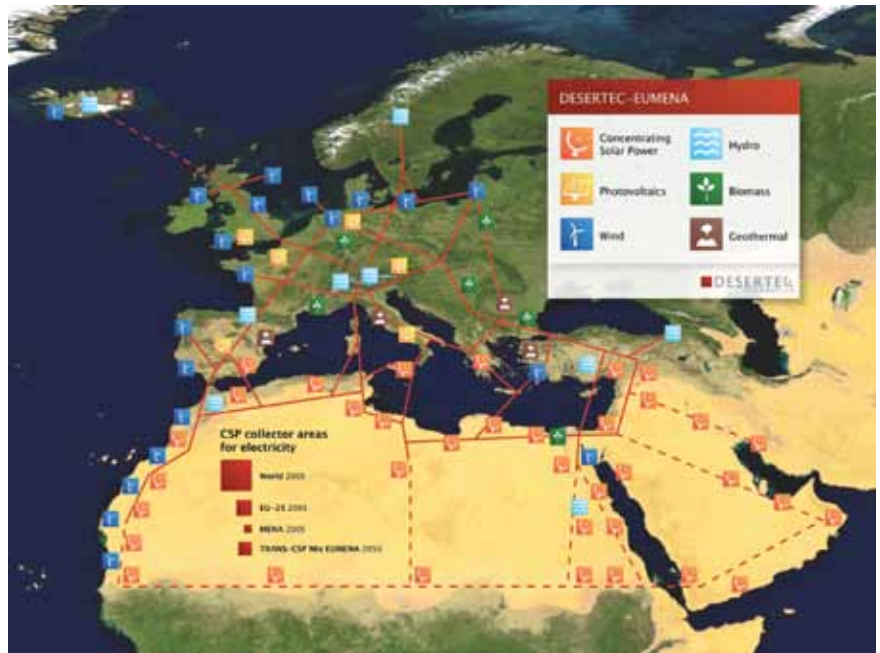 DESERTEC–EUMENA
Concentrating
Solar Power
Hydro
Photovoltaics
Biomass
Wind
Geothermal
DESERTEC
CSP collector areas
for electricity
World 2005
EU–25 2005
MENA 2005
TRANS–CSP Mix EUMENA 2050